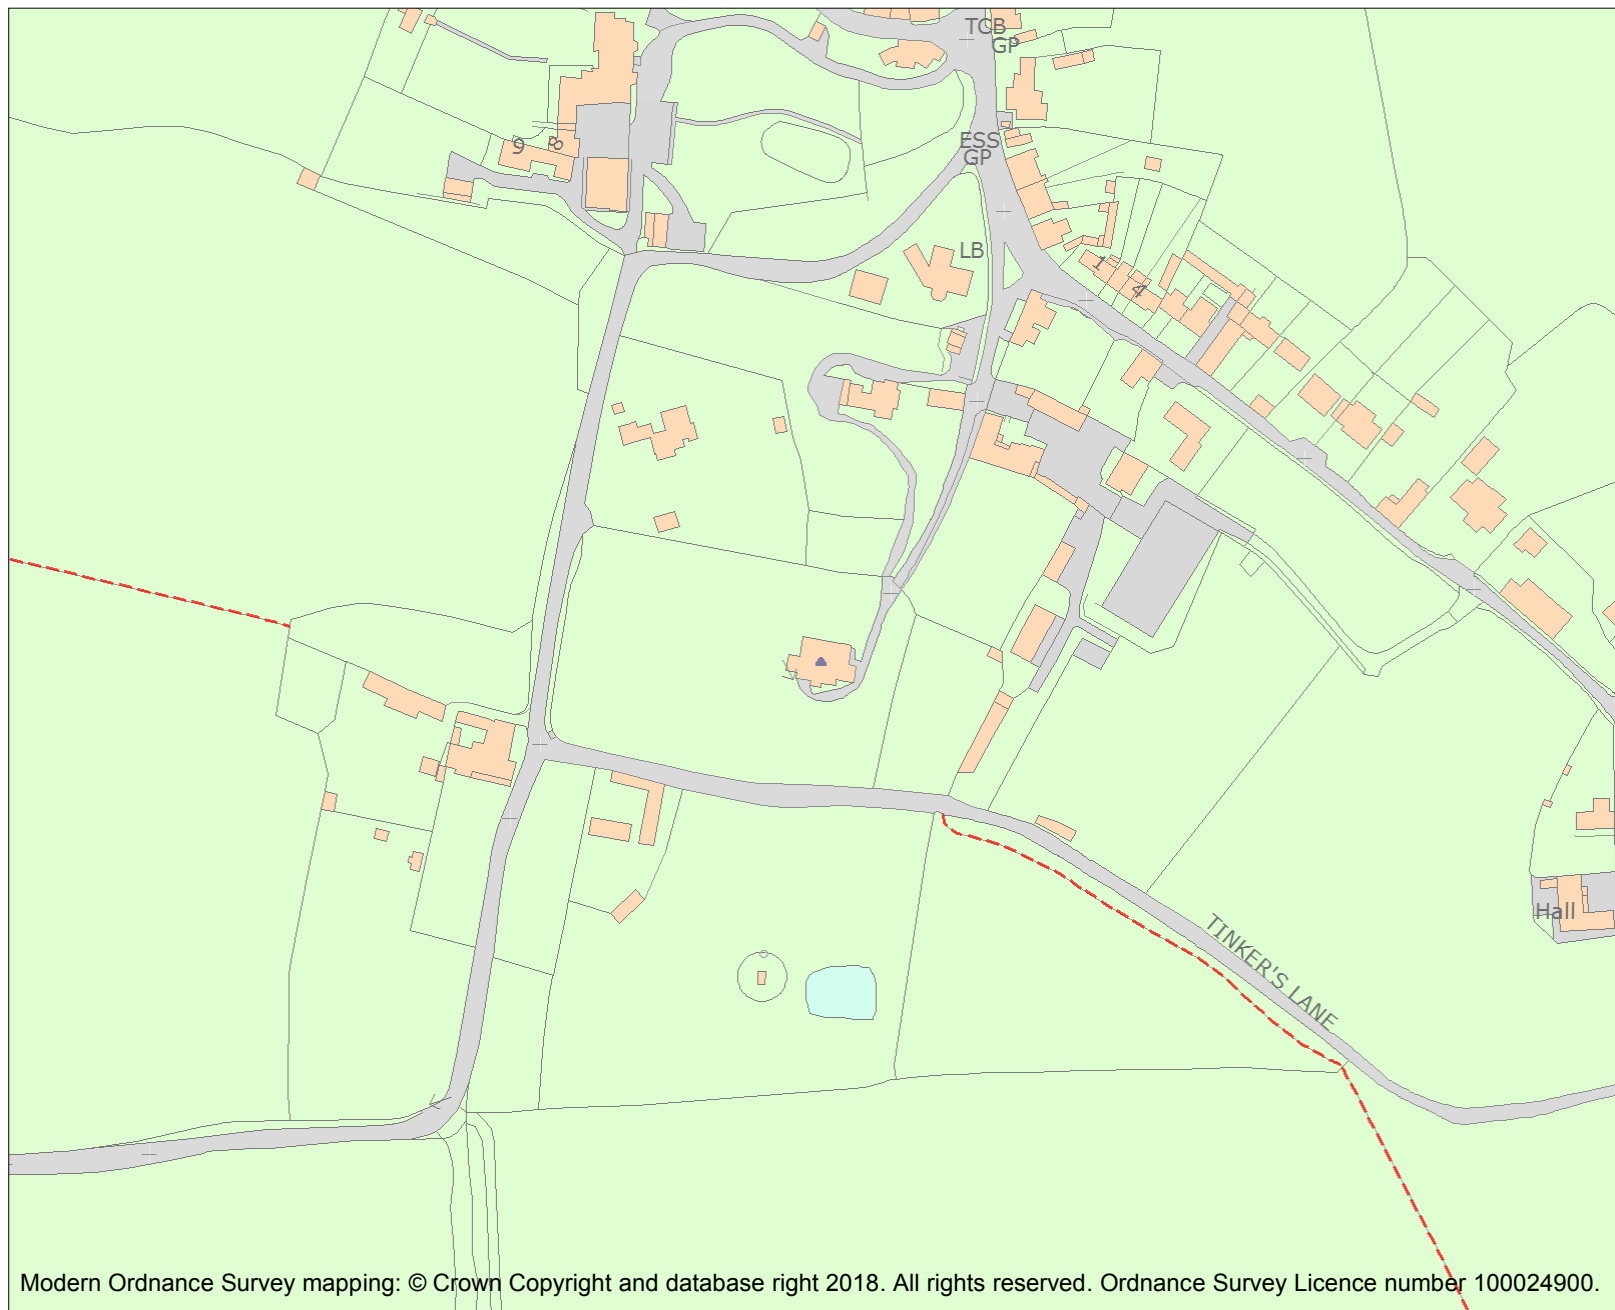 TCB
GP
ESS
GP
9
8
LB
1
4
TINKER'S LANE
Hall
Modern Ordnance Survey mapping: © Crown Copyright and database right 2018. All rights reserved. Ordnance Survey Licence number 100024900.